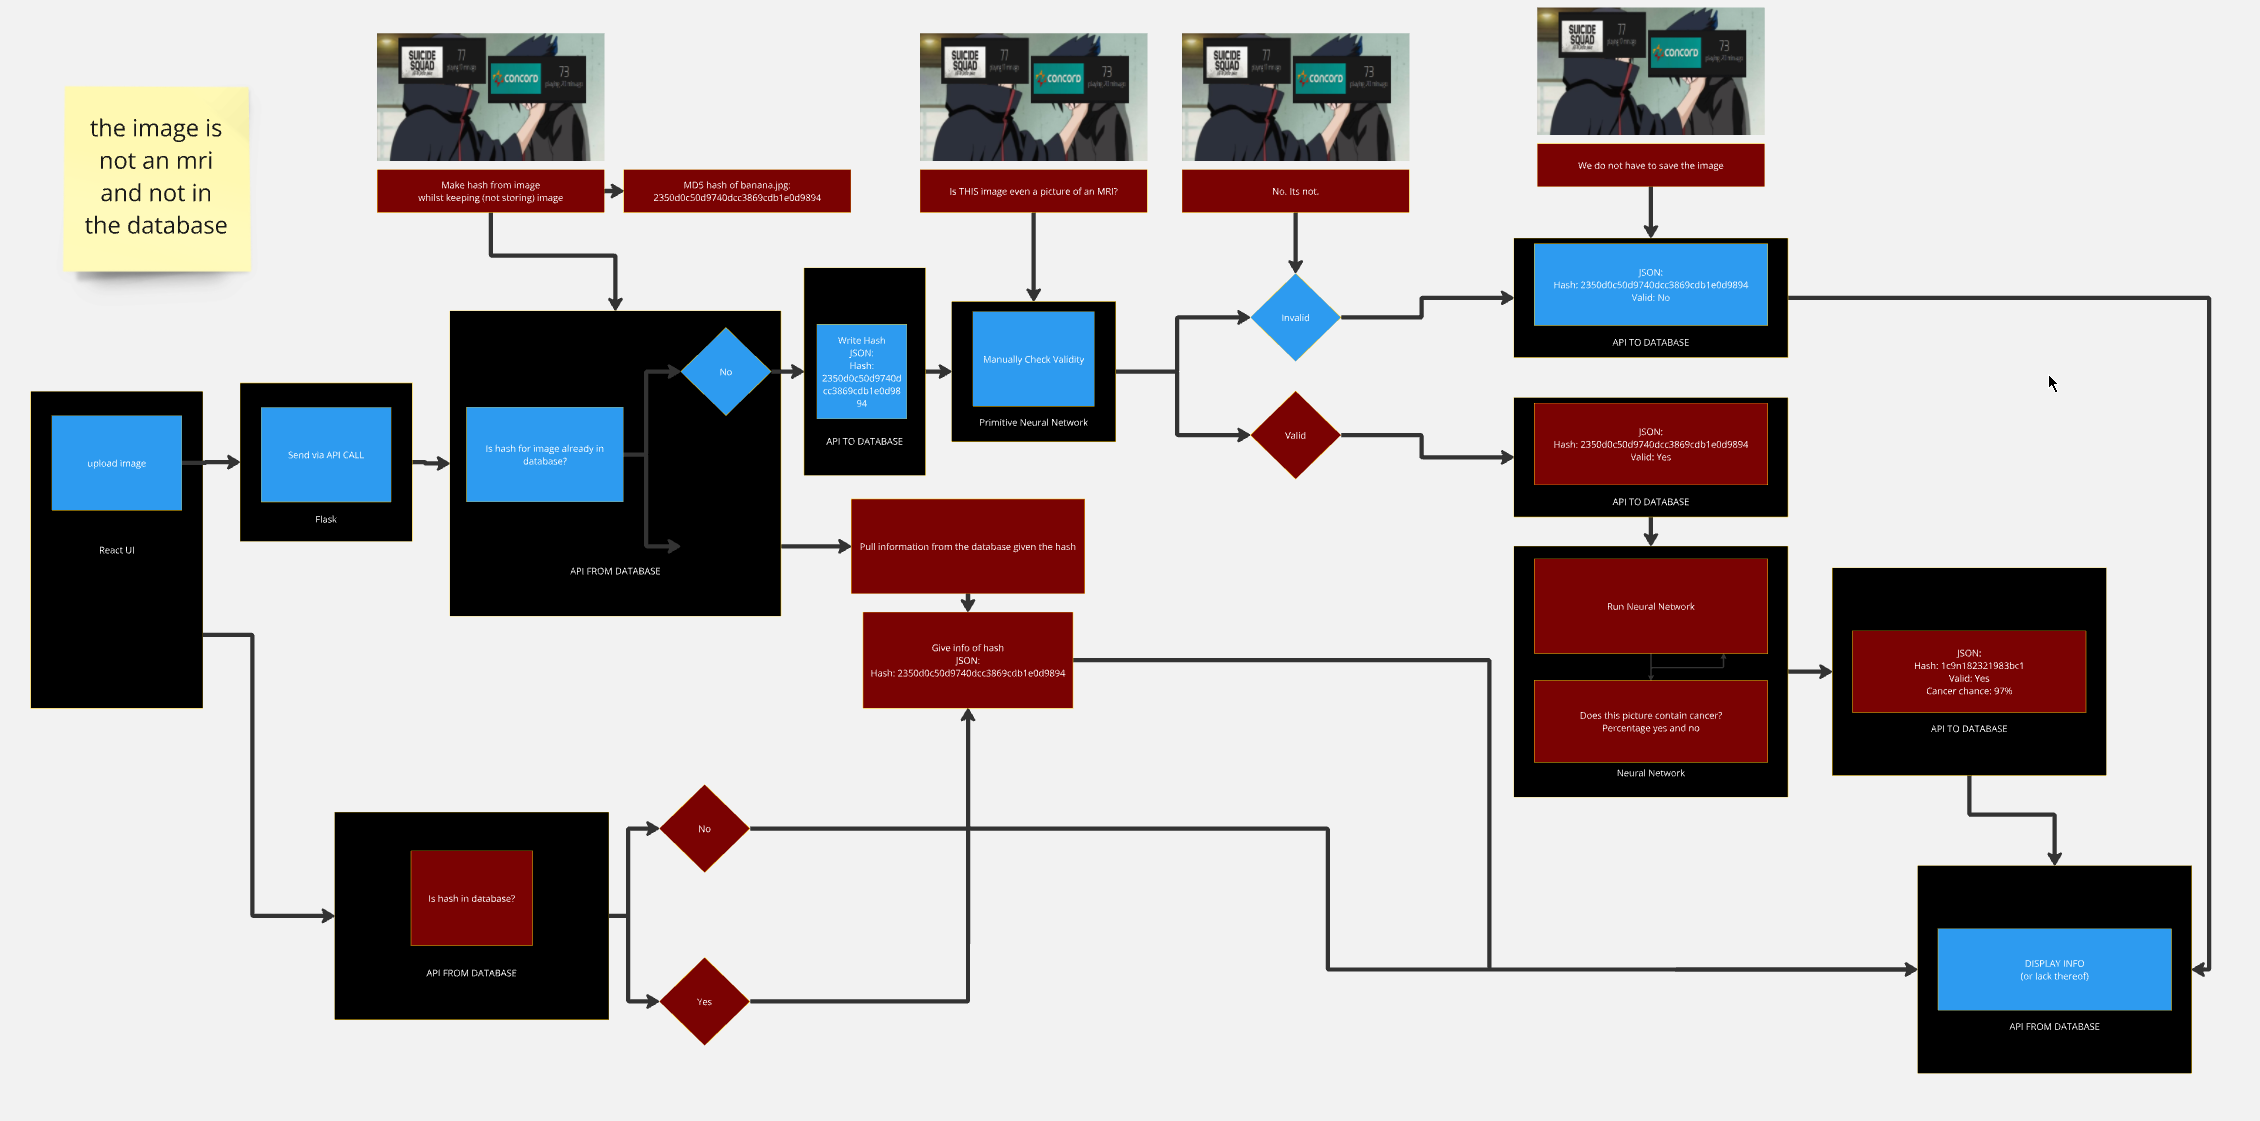 the image is
not an mri
and not in
the database
SUICIDE
SQUAD
77
concord
73
Make hash from image
whilst keeping (not storing) image
MD5 hash of banana.jpg:
2350d0c50d9740dcc3869cdb1e0d9894
SUICIDE
SQUAD
77
concord
73
Is THIS image even a picture of an MRI?
SUICIDE
SQUAD
77
concord
73
No. Its not.
SUICIDE
SQUAD
77
concord
73
We do not have to save the image
upload image
React UI
Send via API CALL
Flask
Is hash for image already in
database?
No
API FROM DATABASE
Write Hash
JSON:
Hash:
2350d0c50d9740d
cc3869cdb1e0d98
94
API TO DATABASE
Manually Check Validity
Primitive Neural Network
Invalid
Valid
JSON:
Hash: 2350d0c50d9740dcc3869cdb1e0d9894
Valid: No
API TO DATABASE
JSON:
Hash: 2350d0c50d9740dcc3869cdb1e0d9894
Valid: Yes
API TO DATABASE
Pull information from the database given the hash
Give info of hash
JSON:
Hash: 2350d0c50d9740dcc3869cdb1e0d9894
Run Neural Network
Does this picture contain cancer?
Percentage yes and no
Neural Network
JSON:
Hash: 1c9n182321983bc1
Valid: Yes
Cancer chance: 97%
API TO DATABASE
Is hash in database?
API FROM DATABASE
No
Yes
DISPLAY INFO
(or lack thereof)
API FROM DATABASE